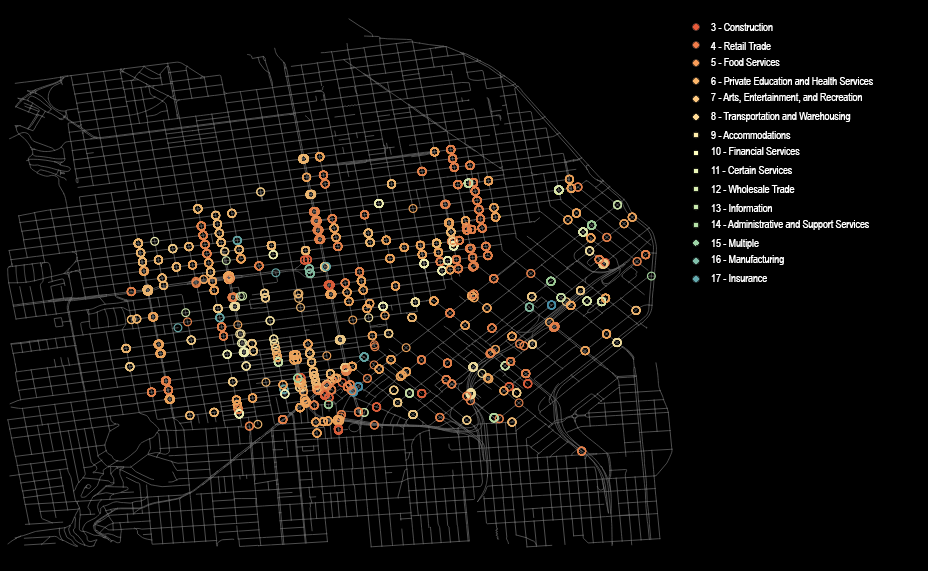 3 - Construction
4 - Retail Trade
5 - Food Services
6 - Private Education and Health Services
7 - Arts, Entertainment, and Recreation
8 - Transportation and Warehousing
9 - Accommodations
10 - Financial Services
11 - Certain Services
12 - Wholesale Trade
13 - Information
14 - Administrative and Support Services
15 - Multiple
16 - Manufacturing
17 - Insurance